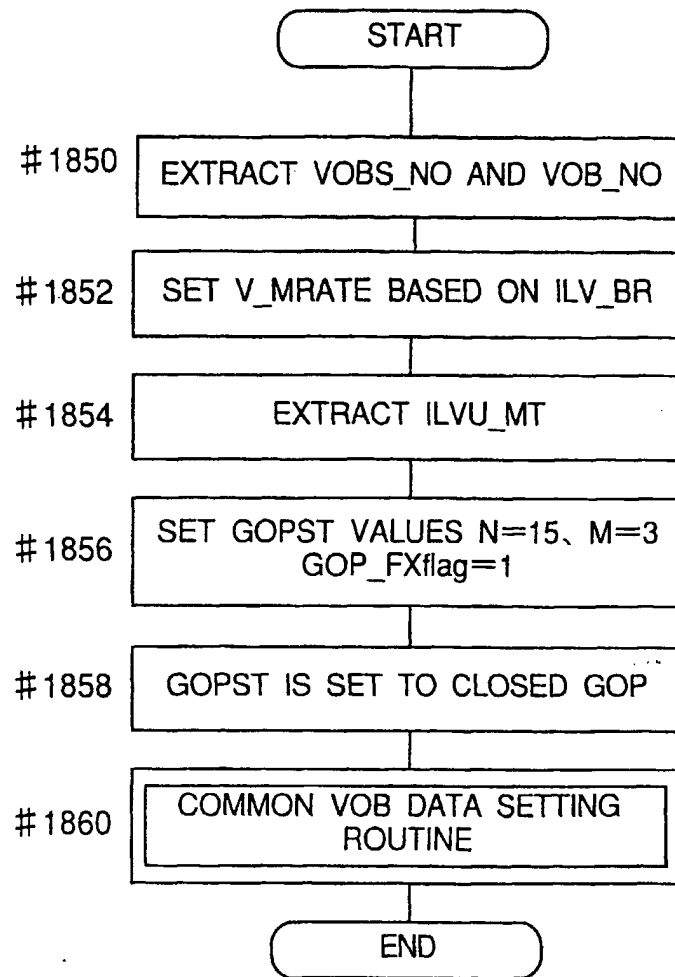 START
#1850
EXTRACT VOBS_NO AND VOB_NO
#1852
SET V_MRATE BASED ON ILV_BR
#1854
EXTRACT ILVU_MT
#1856
SET GOPST VALUES N=15、M=3
GOP_FXflag=1
#1858
GOPST IS SET TO CLOSED GOP
#1860
COMMON VOB DATA SETTING
ROUTINE
END